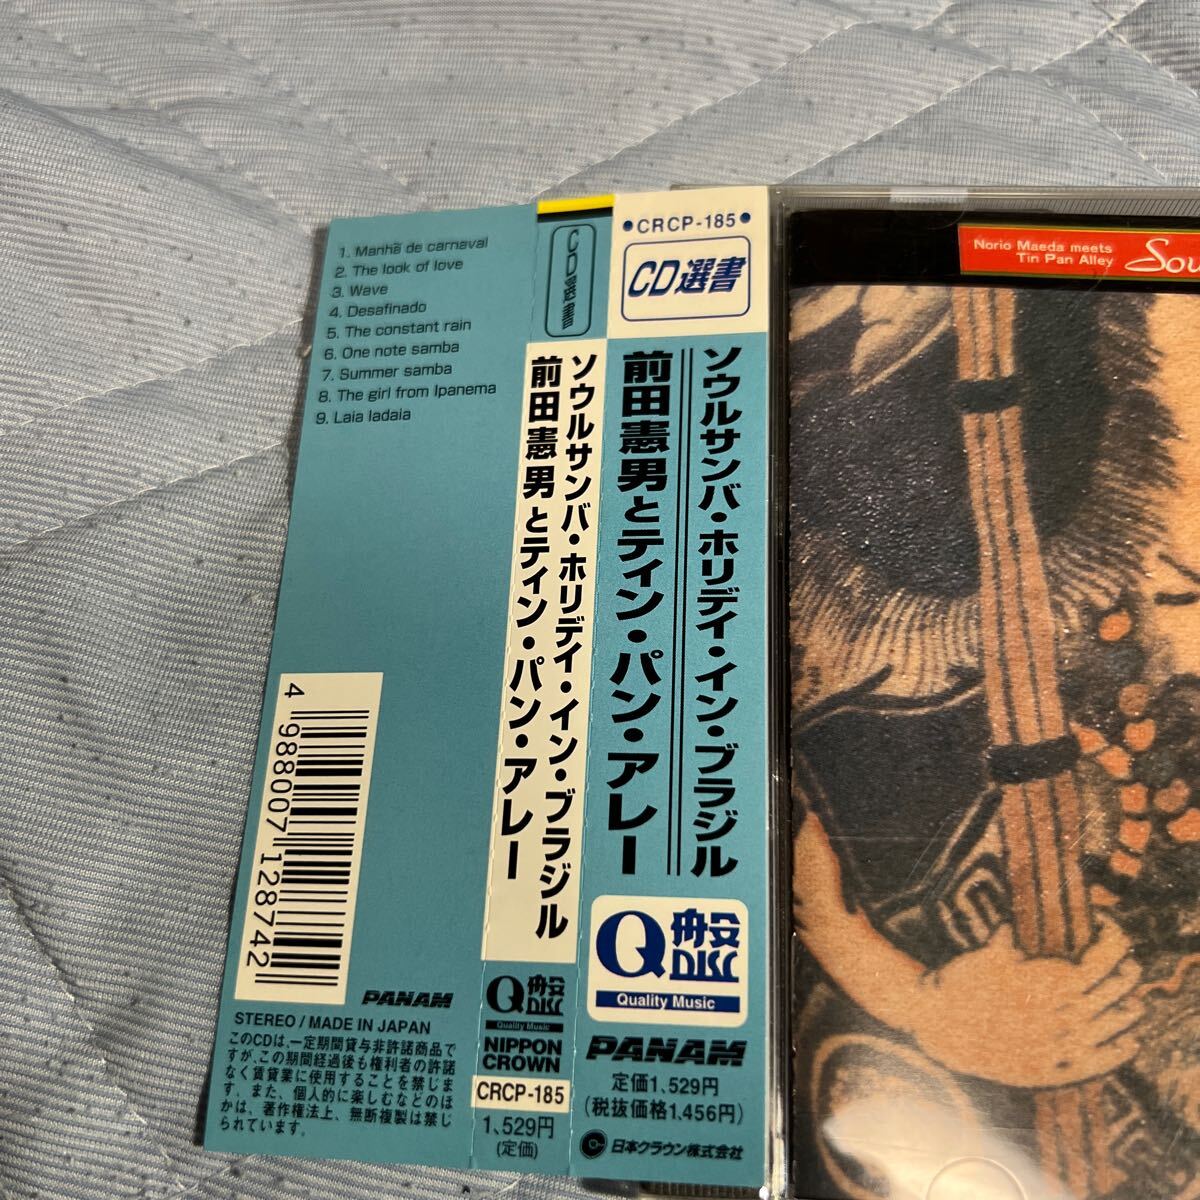 1. Manhã de carnaval
2. The look of love
3. Wave
4. Desafinado
5. The constant rain
6. One note samba
7. Summer samba
8. The girl from Ipanema
9. Laia ladaia
4 988007 128742
PANAM
STEREO / MADE IN JAPAN
このCDは、一定期間貸与非許諾商品で
すが、この期間経過後も権利者の許諾
なく賃貸業に使用することを禁じま
す。また、個人的に楽しむなどのほ
かは、著作権法上、無断複製は禁じ
られています。
CD選書
ソウルサンバ・ホリデイ・イン・ブラジル
前田憲男とティン・パン・アレー
Q盤
DISC
Quality Music
NIPPON
CROWN
CRCP-185
1,529円
(定価)
•CRCP-185•
CD選書
ソウルサンバ・ホリデイ・イン・ブラジル
前田憲男とティン・パン・アレー
Q盤
DISC
Quality Music
PANAM
定価1,529円
(税抜価格1,456円)
日本クラウン株式会社
Norio Maeda meets
Tin Pan Alley
Sou